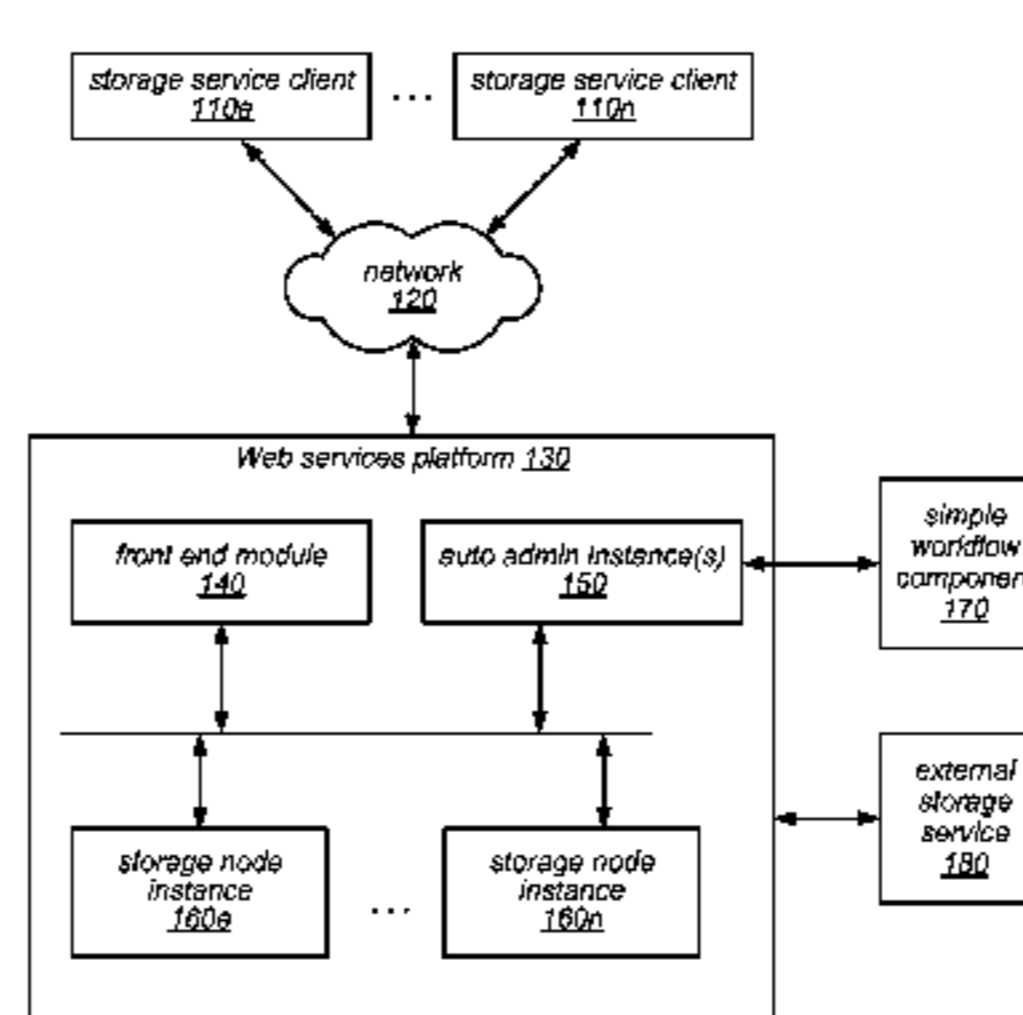 storage service client
110a
...
storage service client
110n
network
120
Web services platform 130
front end module
140
auto admin instance(s)
150
simple
workflow
componen
170
storage node
instance
160a
...
storage node
instance
160n
external
storage
service
180